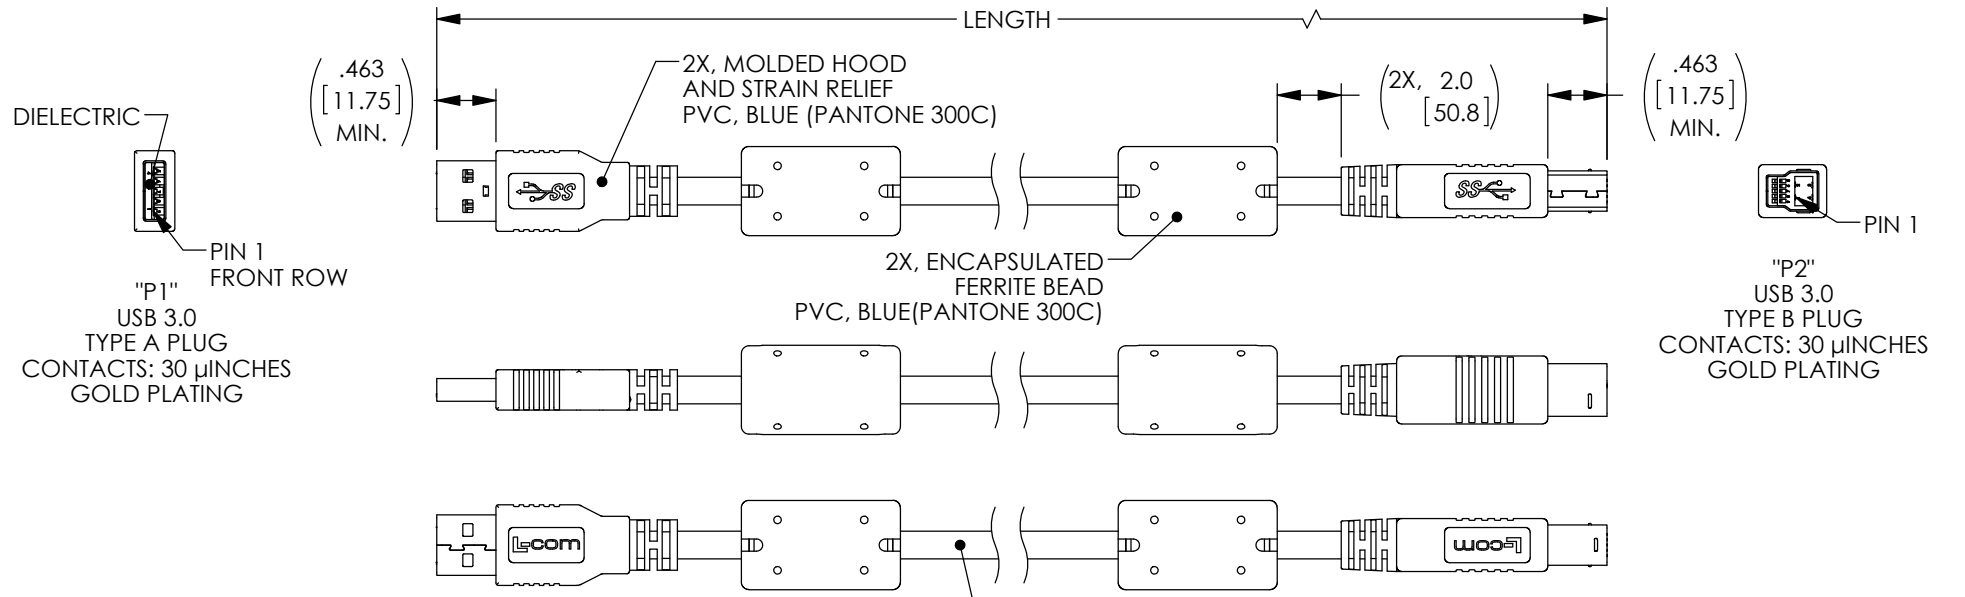 LENGTH
.463
[11.75]
MIN.
2X, MOLDED HOOD
AND STRAIN RELIEF
PVC, BLUE (PANTONE 300C)
2X, 2.0
[50.8]
.463
[11.75]
MIN.
DIELECTRIC
SS
SS
PIN 1
FRONT ROW
PIN 1
2X, ENCAPSULATED
FERRITE BEAD
PVC, BLUE(PANTONE 300C)
"P1"
USB 3.0
TYPE A PLUG
CONTACTS: 30 µINCHES
GOLD PLATING
"P2"
USB 3.0
TYPE B PLUG
CONTACTS: 30 µINCHES
GOLD PLATING
L-com
L-com